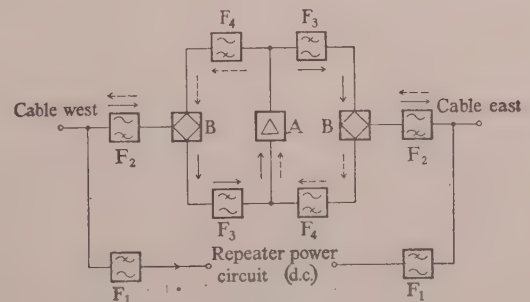 F4 F3
Cable west
B A B
Cable east
F2 F2
F3 F4
Repeater power
circuit (d.c.)
F1 F1